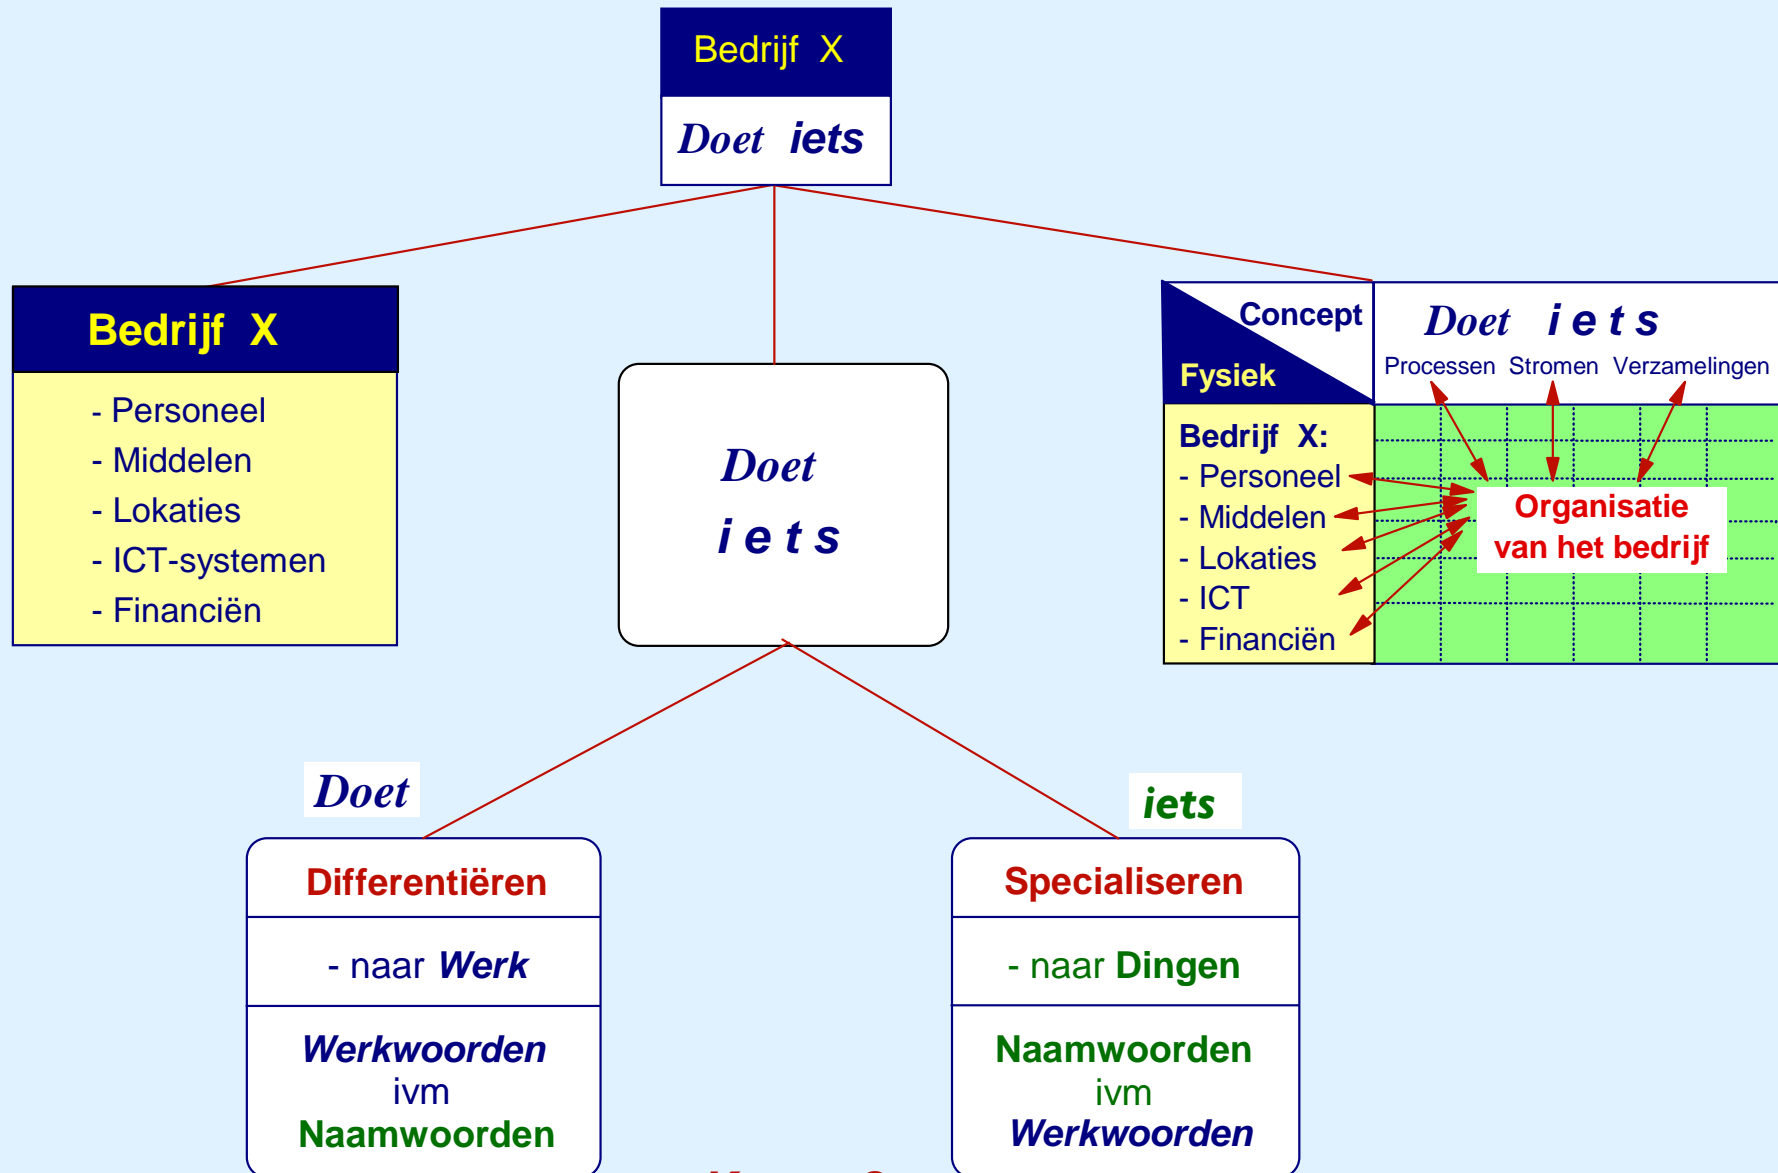 Bedrijf X
Doet iets
Bedrijf X
- Personeel
- Middelen
- Lokaties
- ICT-systemen
- Financiën
Doet
iets
Concept
Fysiek
Doet iets
Processen Stromen Verzamelingen
Bedrijf X:
- Personeel
- Middelen
- Lokaties
- ICT
- Financiën
Organisatie
van het bedrijf
Doet
iets
Differentiëren
- naar Werk
Werkwoorden
ivm
Naamwoorden
Specialiseren
- naar Dingen
Naamwoorden
ivm
Werkwoorden